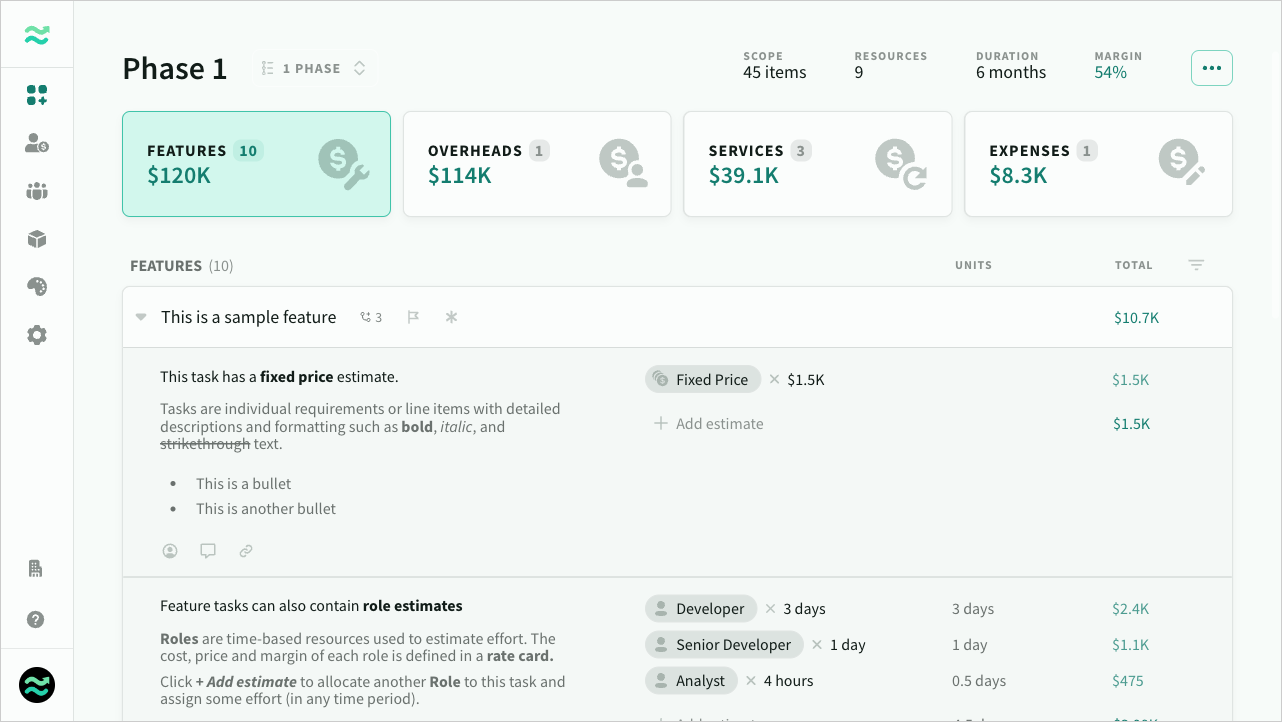 Phase 1
1 PHASE
SCOPE
45 items
RESOURCES
9
DURATION
6 months
MARGIN
54%
FEATURES 10
$120K
OVERHEADS 1
$114K
SERVICES 3
$39.1K
EXPENSES 1
$8.3K
FEATURES (10)
UNITS
TOTAL
This is a sample feature
3
$10.7K
This task has a fixed price estimate.
Fixed Price × $1.5K
$1.5K
Tasks are individual requirements or line items with detailed
descriptions and formatting such as bold, italic, and
strikethrough text.
+ Add estimate
$1.5K
• This is a bullet
• This is another bullet
Feature tasks can also contain role estimates
Developer × 3 days
3 days
$2.4K
Roles are time-based resources used to estimate effort. The
cost, price and margin of each role is defined in a rate card.
Senior Developer × 1 day
1 day
$1.1K
Click + Add estimate to allocate another Role to this task and
assign some effort (in any time period).
Analyst × 4 hours
0.5 days
$475